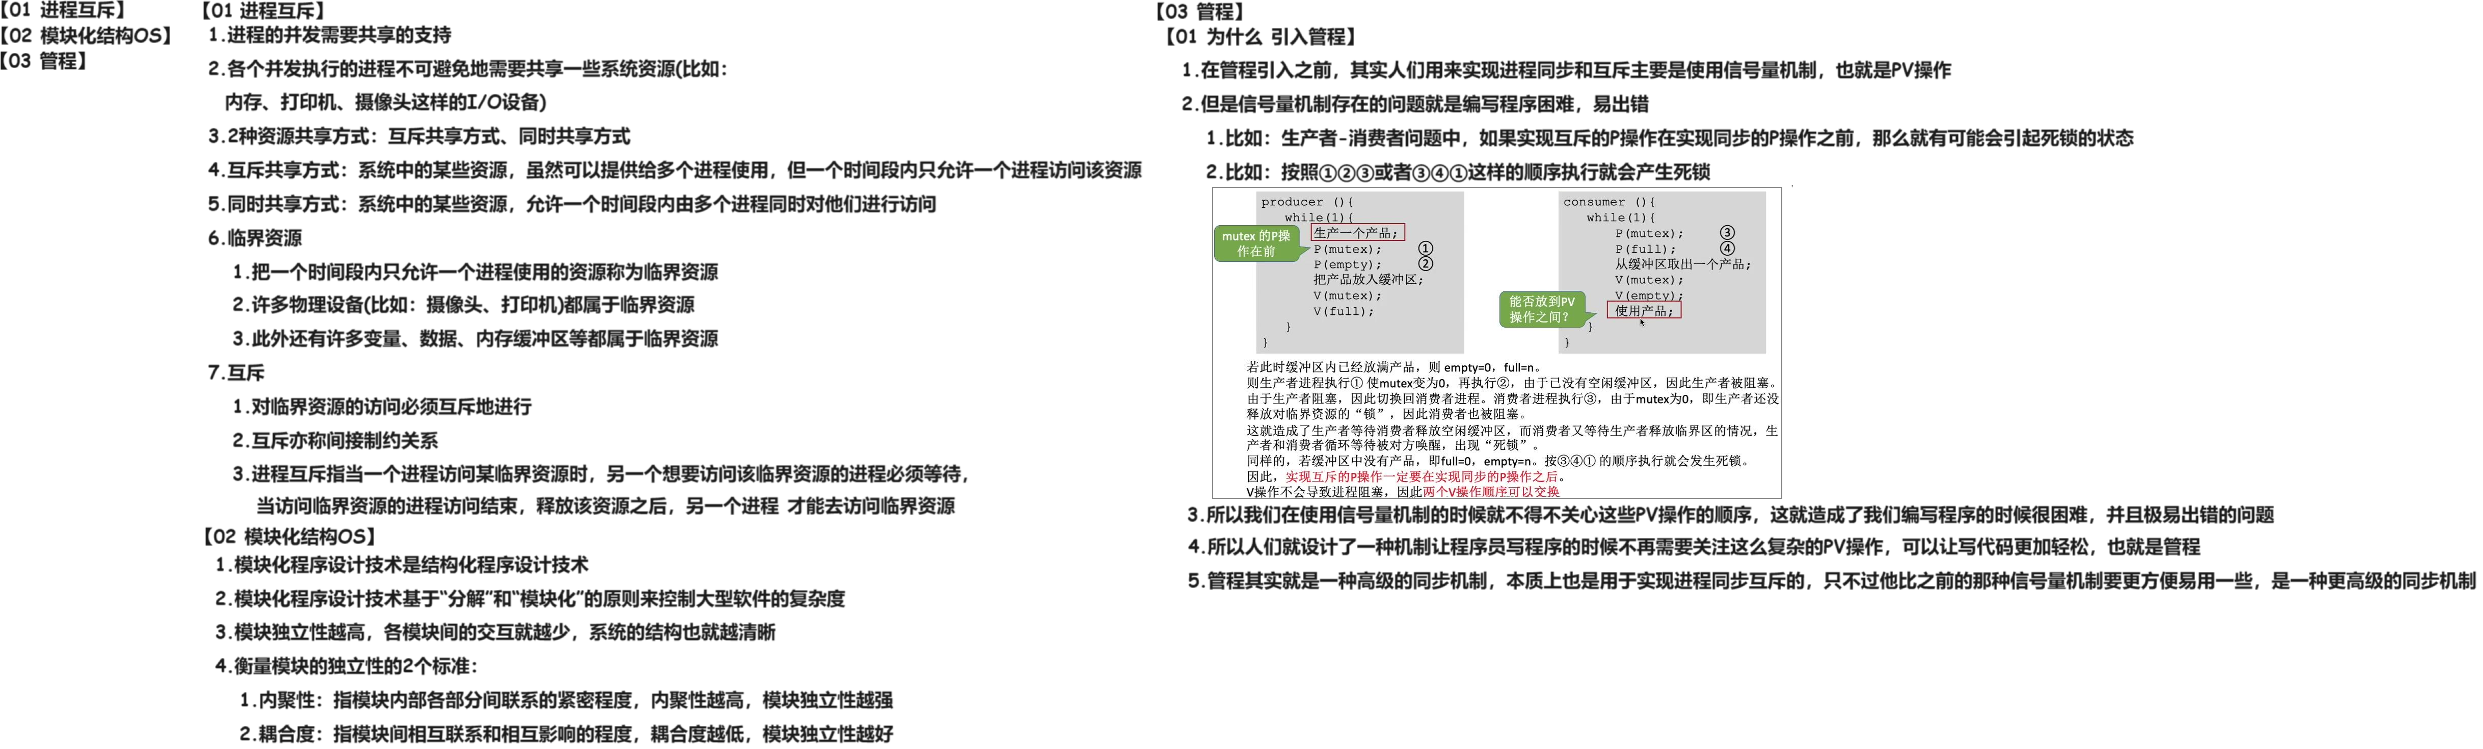 【01 进程互斥】
【02 模块化结构OS】
【03 管程】
【01 进程互斥】
1.进程的并发需要共享的支持
2.各个并发执行的进程不可避免地需要共享一些系统资源(比如:
内存、打印机、摄像头这样的I/O设备)
3.2种资源共享方式：互斥共享方式、同时共享方式
4.互斥共享方式：系统中的某些资源，虽然可以提供给多个进程使用，但一个时间段内只允许一个进程访问该资源
5.同时共享方式：系统中的某些资源，允许一个时间段内由多个进程同时对他们进行访问
6.临界资源
1.把一个时间段内只允许一个进程使用的资源称为临界资源
2.许多物理设备(比如：摄像头、打印机)都属于临界资源
3.此外还有许多变量、数据、内存缓冲区等都属于临界资源
7.互斥
1.对临界资源的访问必须互斥地进行
2.互斥亦称间接制约关系
3.进程互斥指当一个进程访问某临界资源时，另一个想要访问该临界资源的进程必须等待，
当访问临界资源的进程访问结束，释放该资源之后，另一个进程 才能去访问临界资源
【02 模块化结构OS】
1.模块化程序设计技术是结构化程序设计技术
2.模块化程序设计技术基于“分解”和“模块化”的原则来控制大型软件的复杂度
3.模块独立性越高，各模块间的交互就越少，系统的结构也就越清晰
4.衡量模块的独立性的2个标准：
1.内聚性：指模块内部各部分间联系的紧密程度，内聚性越高，模块独立性越强
2.耦合度：指模块间相互联系和相互影响的程度，耦合度越低，模块独立性越好
【03 管程】
【01 为什么 引入管程】
1.在管程引入之前，其实人们用来实现进程同步和互斥主要是使用信号量机制，也就是PV操作
2.但是信号量机制存在的问题就是编写程序困难，易出错
1.比如：生产者-消费者问题中，如果实现互斥的P操作在实现同步的P操作之前，那么就有可能会引起死锁的状态
2.比如：按照①②③或者③④①这样的顺序执行就会产生死锁
producer (){
while(1){
生产一个产品;
P(mutex); ①
P(empty); ②
把产品放入缓冲区;
V(mutex);
V(full);
}
}
mutex 的P操
作在前
consumer (){
while(1){
P(mutex); ③
P(full); ④
从缓冲区取出一个产品;
V(mutex);
V(empty);
使用产品;
}
}
能否放到PV
操作之间？
若此时缓冲区内已经放满产品，则 empty=0，full=n。
则生产者进程执行① 使mutex变为0，再执行②，由于已没有空闲缓冲区，因此生产者被阻塞。
由于生产者阻塞，因此切换回消费者进程。消费者进程执行③，由于mutex为0，即生产者还没
释放对临界资源的“锁”，因此消费者也被阻塞。
这就造成了生产者等待消费者释放空闲缓冲区，而消费者又等待生产者释放临界区的情况，生
产者和消费者循环等待被对方唤醒，出现“死锁”。
同样的，若缓冲区中没有产品，即full=0，empty=n。按③④① 的顺序执行就会发生死锁。
因此，实现互斥的P操作一定要在实现同步的P操作之后。
V操作不会导致进程阻塞，因此两个V操作顺序可以交换
3.所以我们在使用信号量机制的时候就不得不关心这些PV操作的顺序，这就造成了我们编写程序的时候很困难，并且极易出错的问题
4.所以人们就设计了一种机制让程序员写程序的时候不再需要关注这么复杂的PV操作，可以让写代码更加轻松，也就是管程
5.管程其实就是一种高级的同步机制，本质上也是用于实现进程同步互斥的，只不过他比之前的那种信号量机制要更方便易用一些，是一种更高级的同步机制